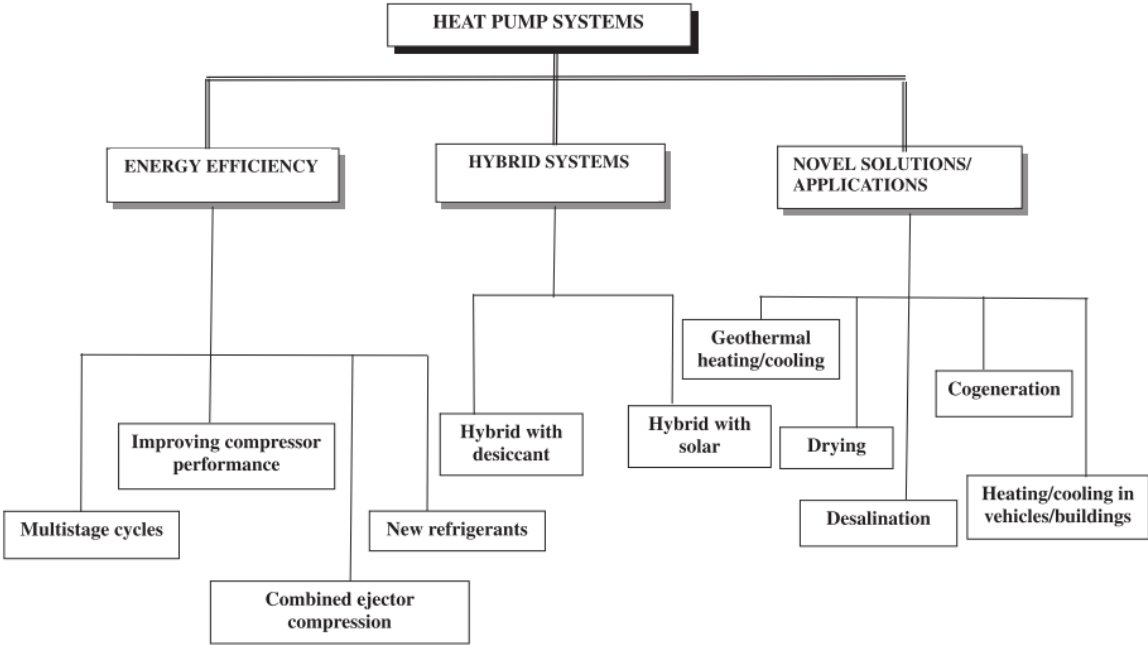 HEAT PUMP SYSTEMS
ENERGY EFFICIENCY
HYBRID SYSTEMS
NOVEL SOLUTIONS/
APPLICATIONS
Multistage cycles
Improving compressor
performance
Combined ejector
compression
New refrigerants
Hybrid with
desiccant
Hybrid with
solar
Geothermal
heating/cooling
Drying
Desalination
Cogeneration
Heating/cooling in
vehicles/buildings